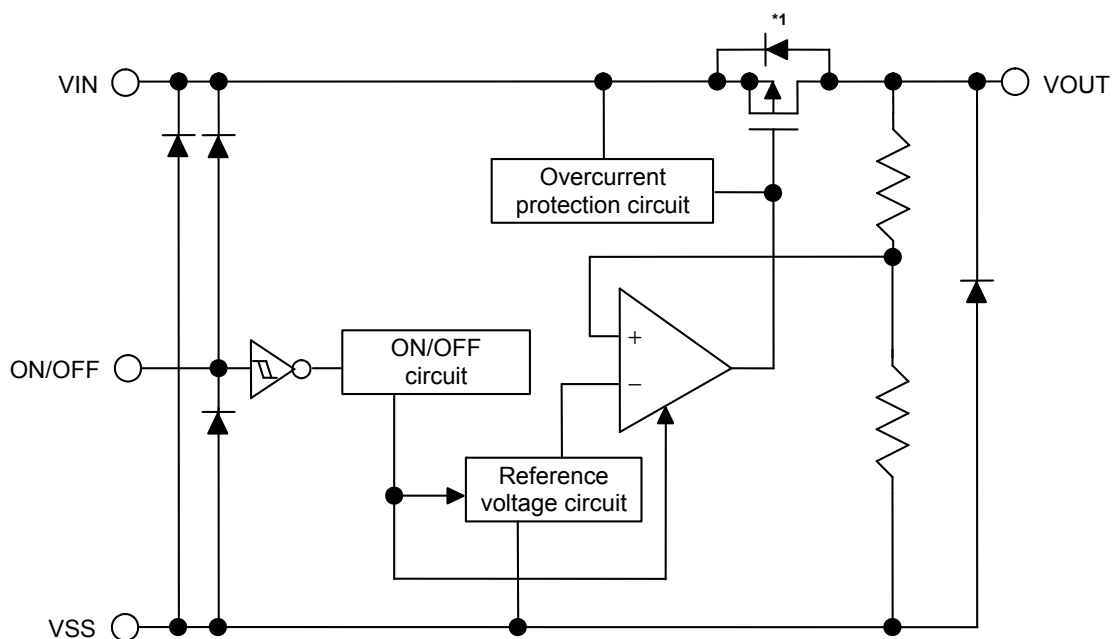 *1
VIN
VOUT
Overcurrent
protection circuit
+
ON/OFF
ON/OFF
circuit
−
Reference
voltage circuit
VSS